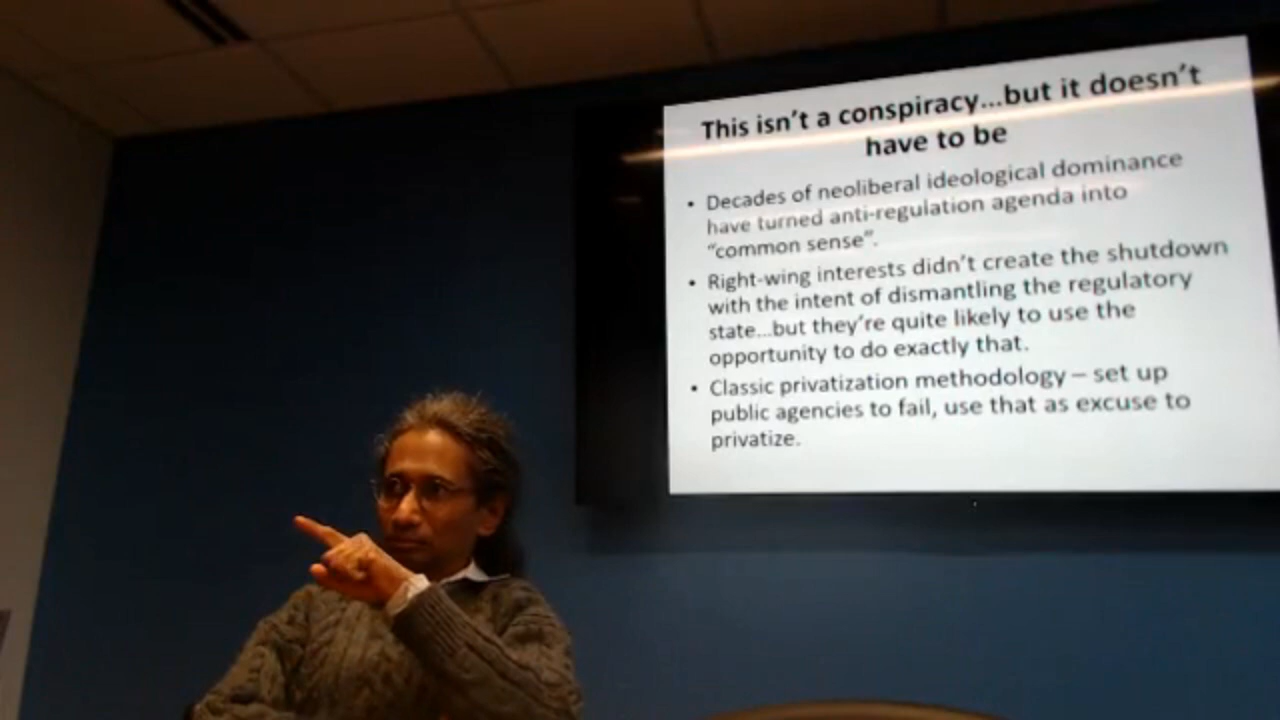 This isn't a conspiracy...but it doesn't
have to be
• Decades of neoliberal ideological dominance
have turned anti-regulation agenda into
"common sense".
• Right-wing interests didn't create the shutdown
with the intent of dismantling the regulatory
state...but they're quite likely to use the
opportunity to do exactly that.
• Classic privatization methodology – set up
public agencies to fail, use that as excuse to
privatize.